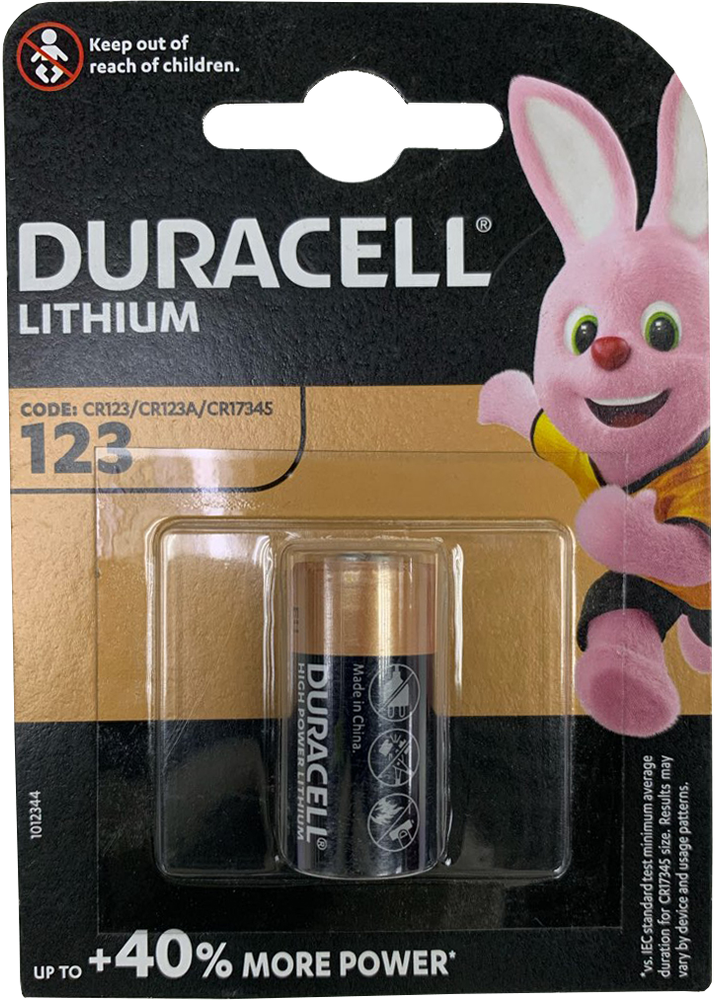 Keep out of
reach of children.
DURACELL®
LITHIUM
CODE: CR123/CR123A/CR17345
123
DURACELL®
HIGH POWER LITHIUM
Made in China.
1012344
UP TO +40% MORE POWER*
*vs. IEC standard test minimum average
duration for CR17345 size. Results may
vary by device and usage patterns.